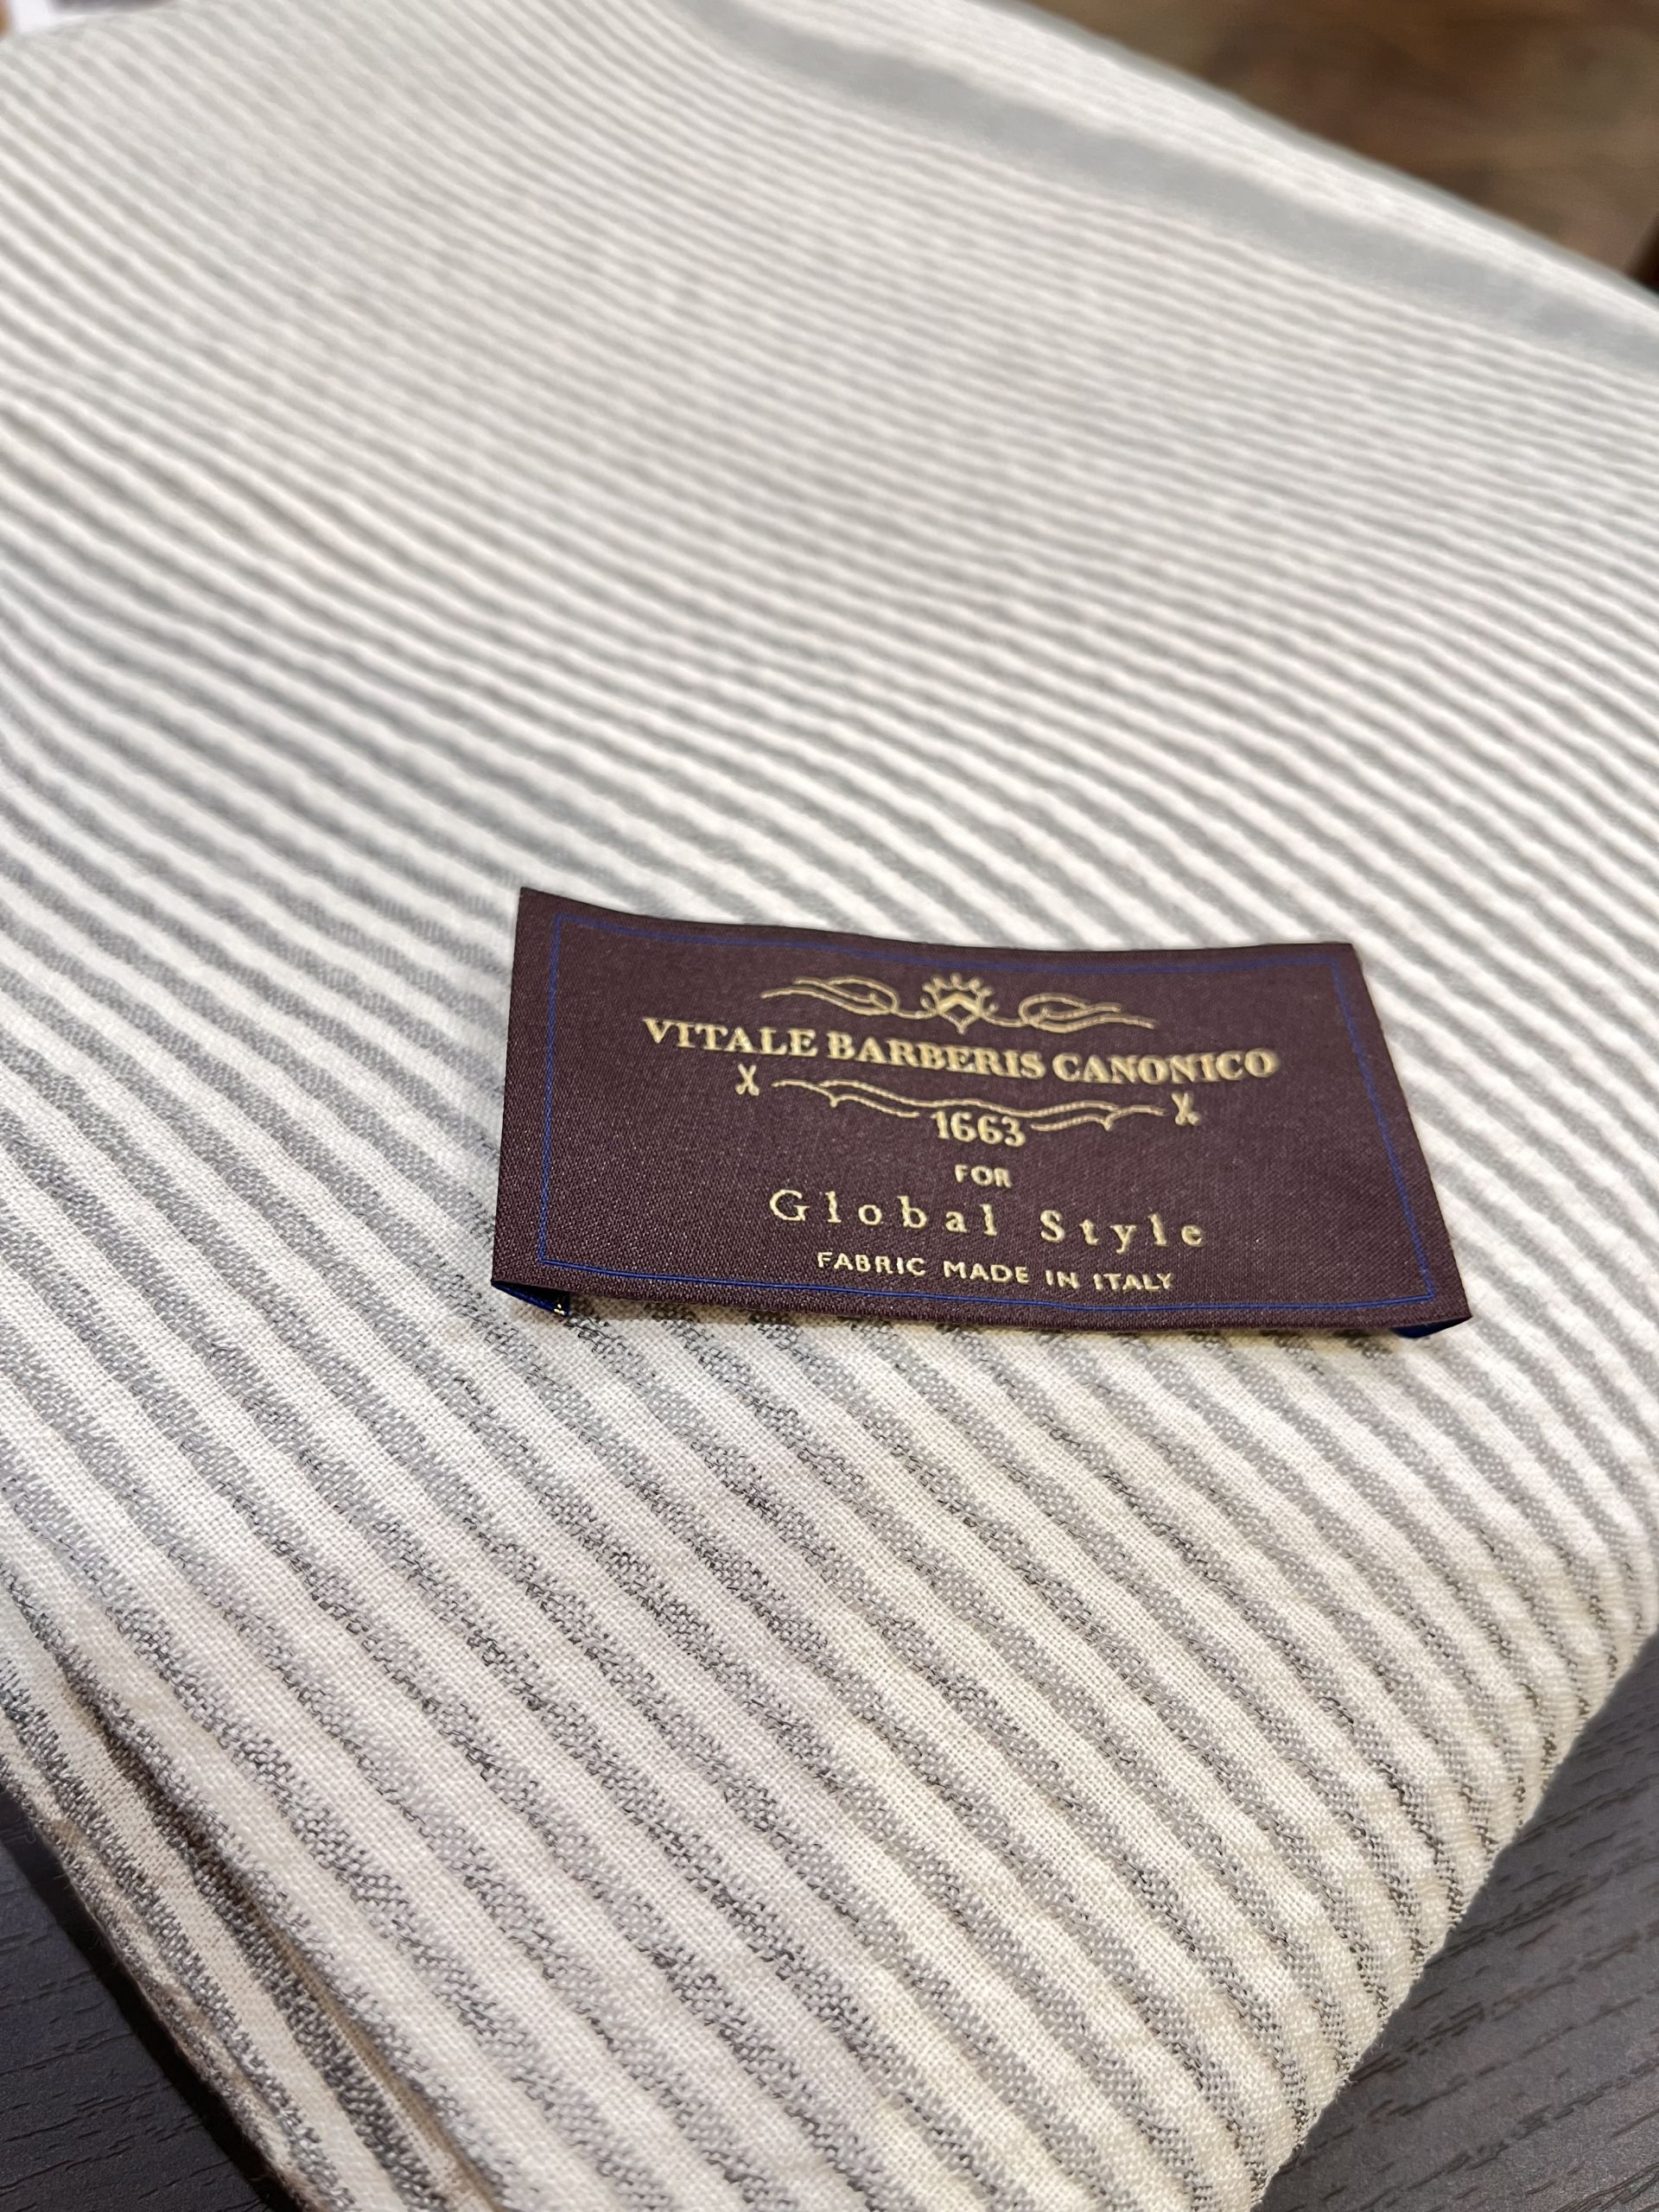 VITALE BARBERIS CANONICO
1663
FOR
Global Style
FABRIC MADE IN ITALY